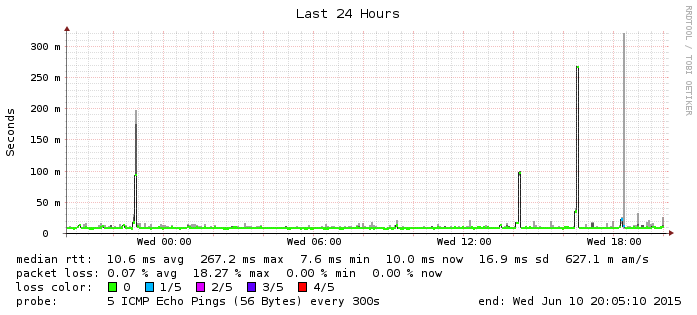 Last 24 Hours
RRDTOOL / TOBI OETIKER
Seconds
300 m
250 m
200 m
150 m
100 m
50 m
0
Wed 00:00 Wed 06:00 Wed 12:00 Wed 18:00
median rtt: 10.6 ms avg 267.2 ms max 7.6 ms min 10.0 ms now 16.9 ms sd 627.1 m am/s
packet loss: 0.07 % avg 18.27 % max 0.00 % min 0.00 % now
loss color: 0 1/5 2/5 3/5 4/5
probe: 5 ICMP Echo Pings (56 Bytes) every 300s end: Wed Jun 10 20:05:10 2015